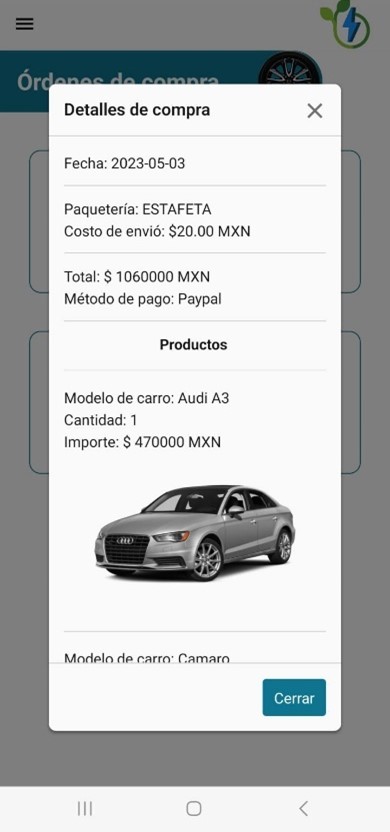 Órdenes de compra
Detalles de compra
Fecha: 2023-05-03
Paquetería: ESTAFETA
Costo de envió: $20.00 MXN
Total: $ 1060000 MXN
Método de pago: Paypal
Productos
Modelo de carro: Audi A3
Cantidad: 1
Importe: $ 470000 MXN
Modelo de carro: Camaro
Cerrar